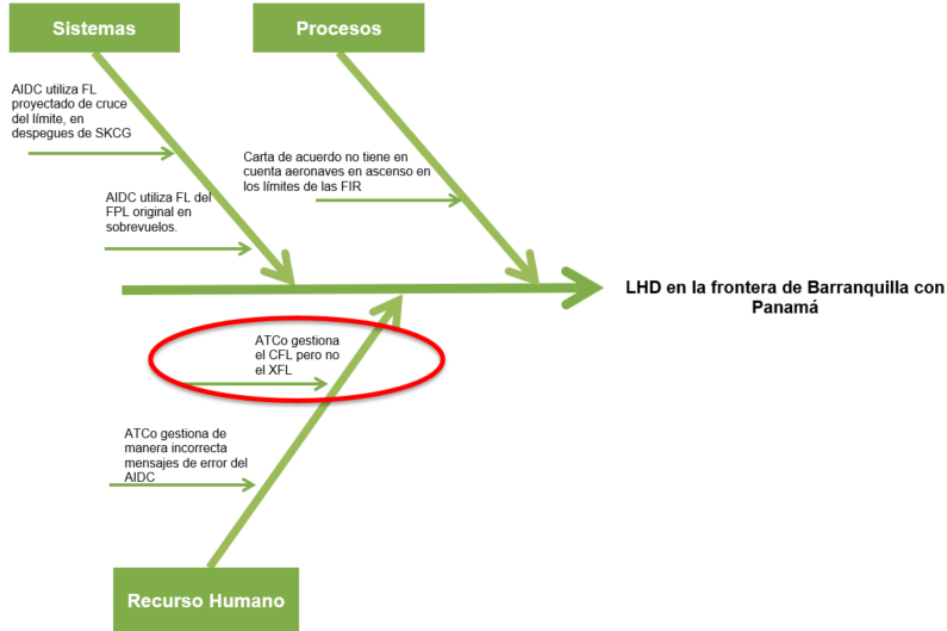 Sistemas
Procesos
AIDC utiliza FL
proyectado de cruce
del límite, en
despegues de SKCG
Carta de acuerdo no tiene en
cuenta aeronaves en ascenso en
los límites de las FIR
AIDC utiliza FL del
FPL original en
sobrevuelos.
LHD en la frontera de Barranquilla con
Panamá
ATCo gestiona
el CFL pero no
el XFL
ATCo gestiona de
manera incorrecta
mensajes de error del
AIDC
Recurso Humano